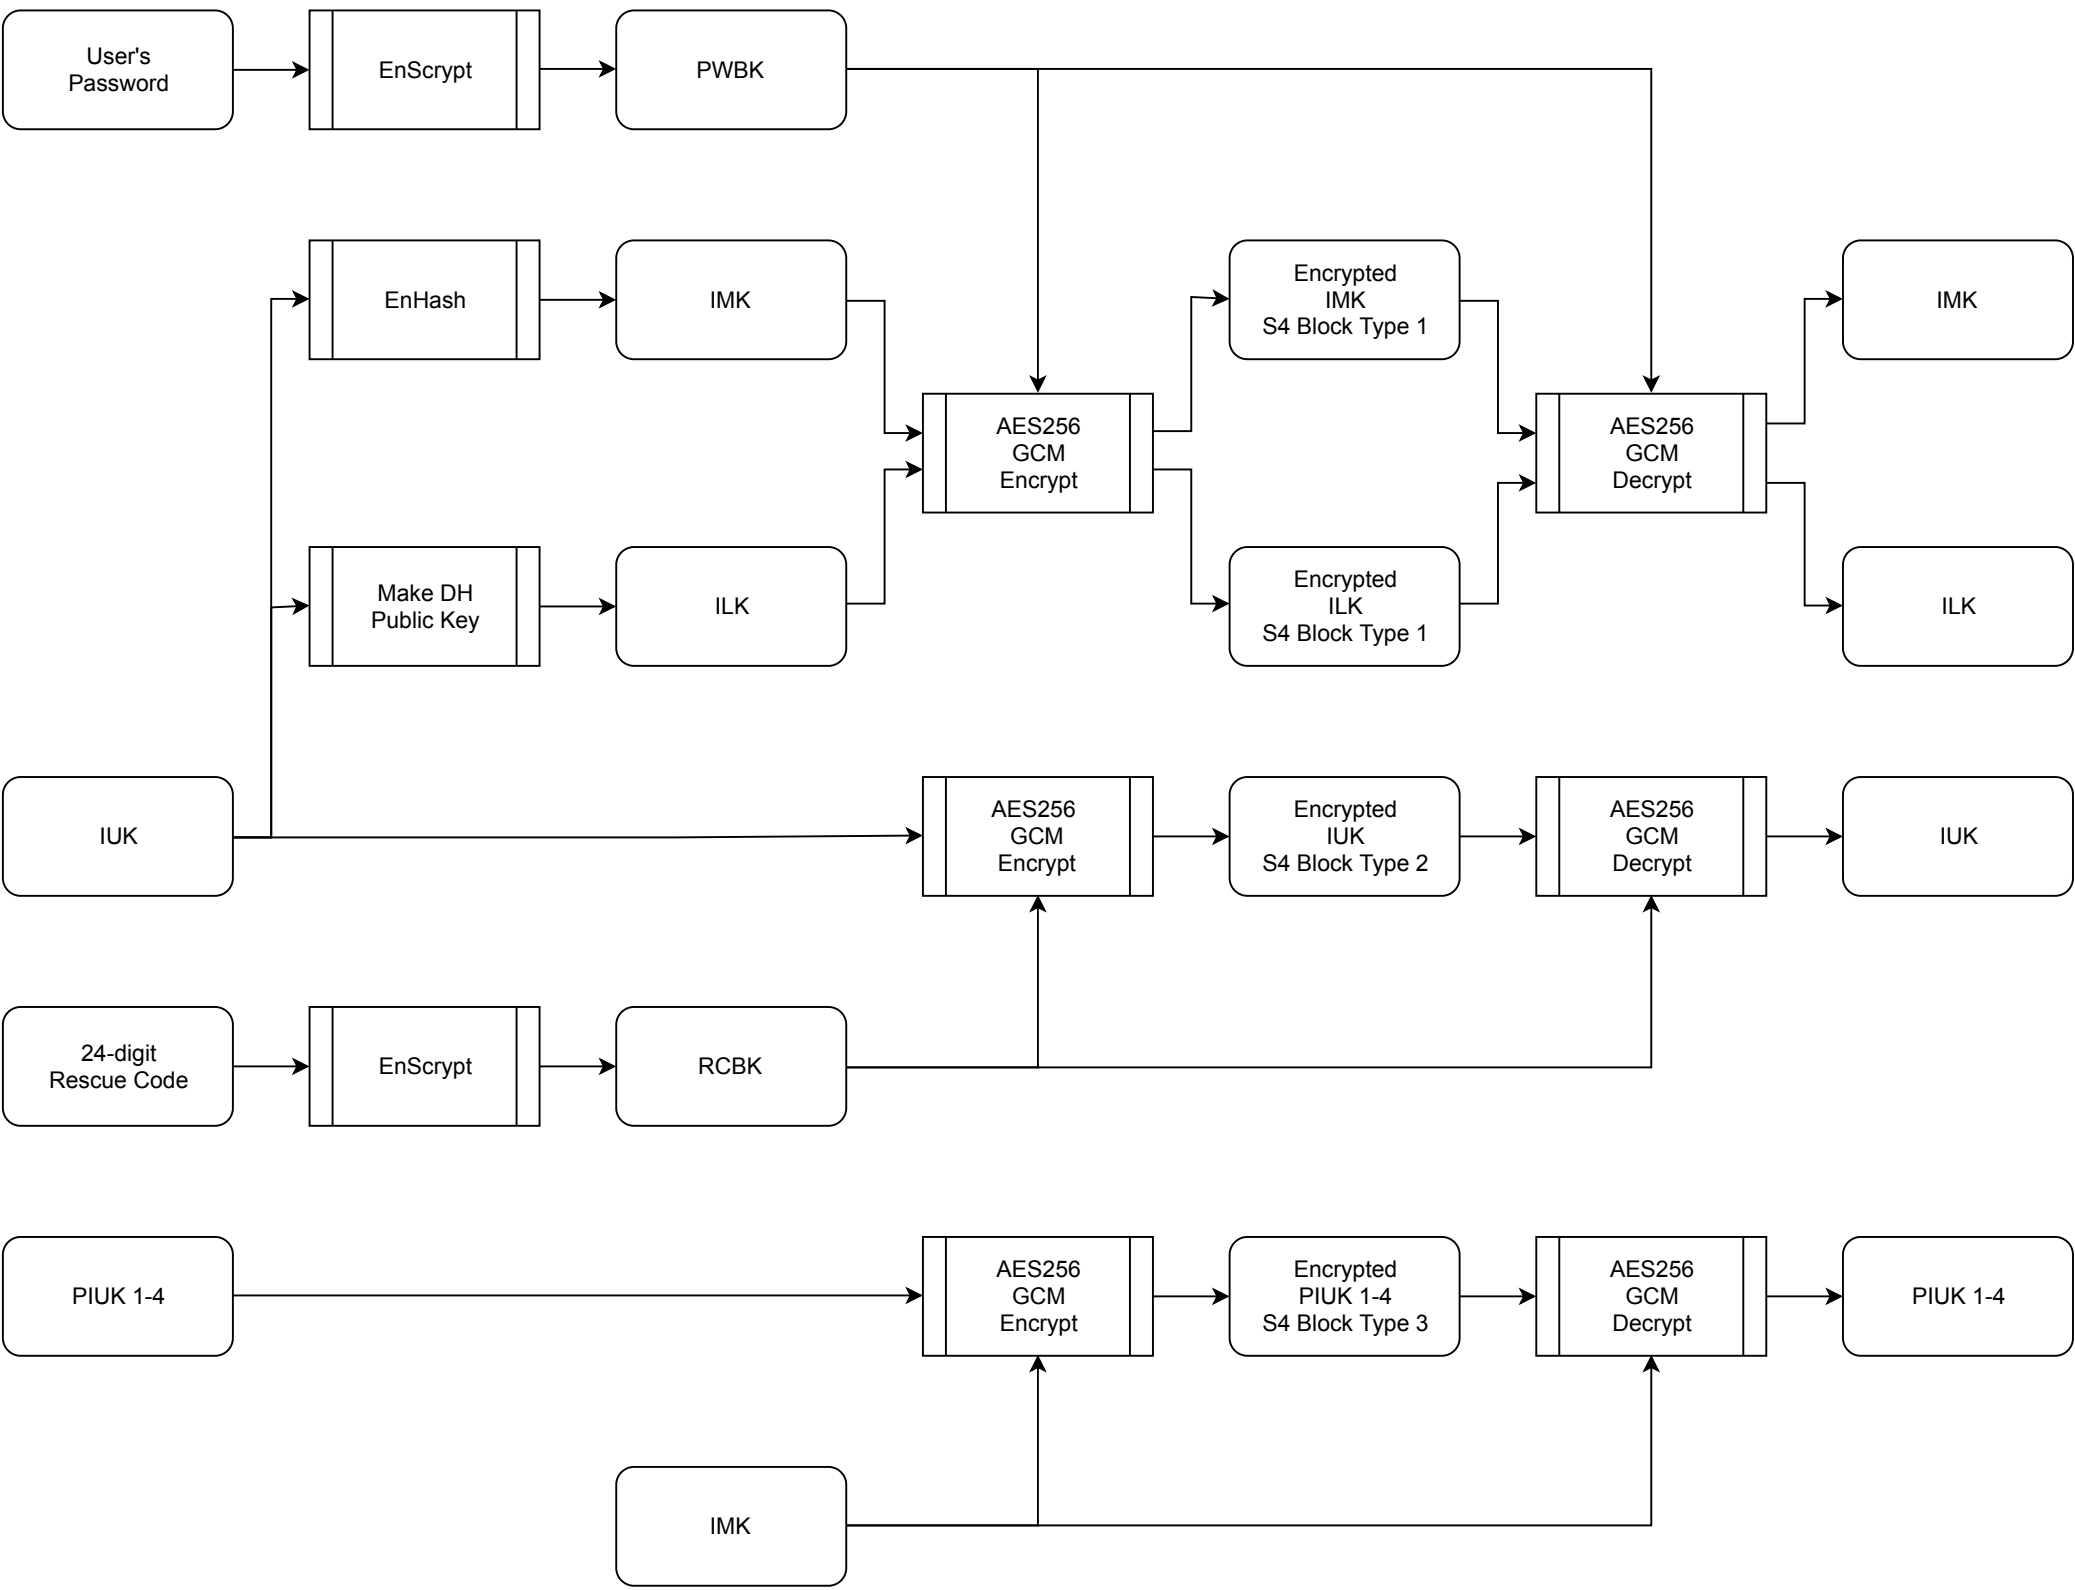 User's
Password
EnScrypt
PWBK
EnHash
IMK
Encrypted
IMK
S4 Block Type 1
IMK
AES256
GCM
Encrypt
AES256
GCM
Decrypt
Make DH
Public Key
ILK
Encrypted
ILK
S4 Block Type 1
ILK
IUK
AES256
GCM
Encrypt
Encrypted
IUK
S4 Block Type 2
AES256
GCM
Decrypt
IUK
24-digit
Rescue Code
EnScrypt
RCBK
PIUK 1-4
AES256
GCM
Encrypt
Encrypted
PIUK 1-4
S4 Block Type 3
AES256
GCM
Decrypt
PIUK 1-4
IMK